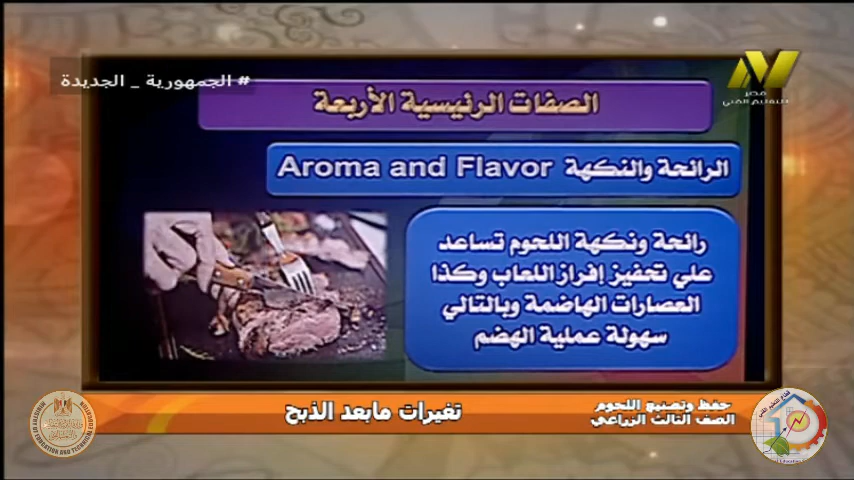 # الجمهورية _ الجديدة
مصر
التعليم الفني
الصفات الرئيسية الأربعة
الرائحة والنكهة Aroma and Flavor
رائحة ونكهة اللحوم تساعد
علي تحفيز إفراز اللعاب وكذا
العصارات الهاضمة وبالتالي
سهولة عملية الهضم
حفظ وتصنيع اللحوم
الصف الثالث الزراعي
تغيرات مابعد الذبح